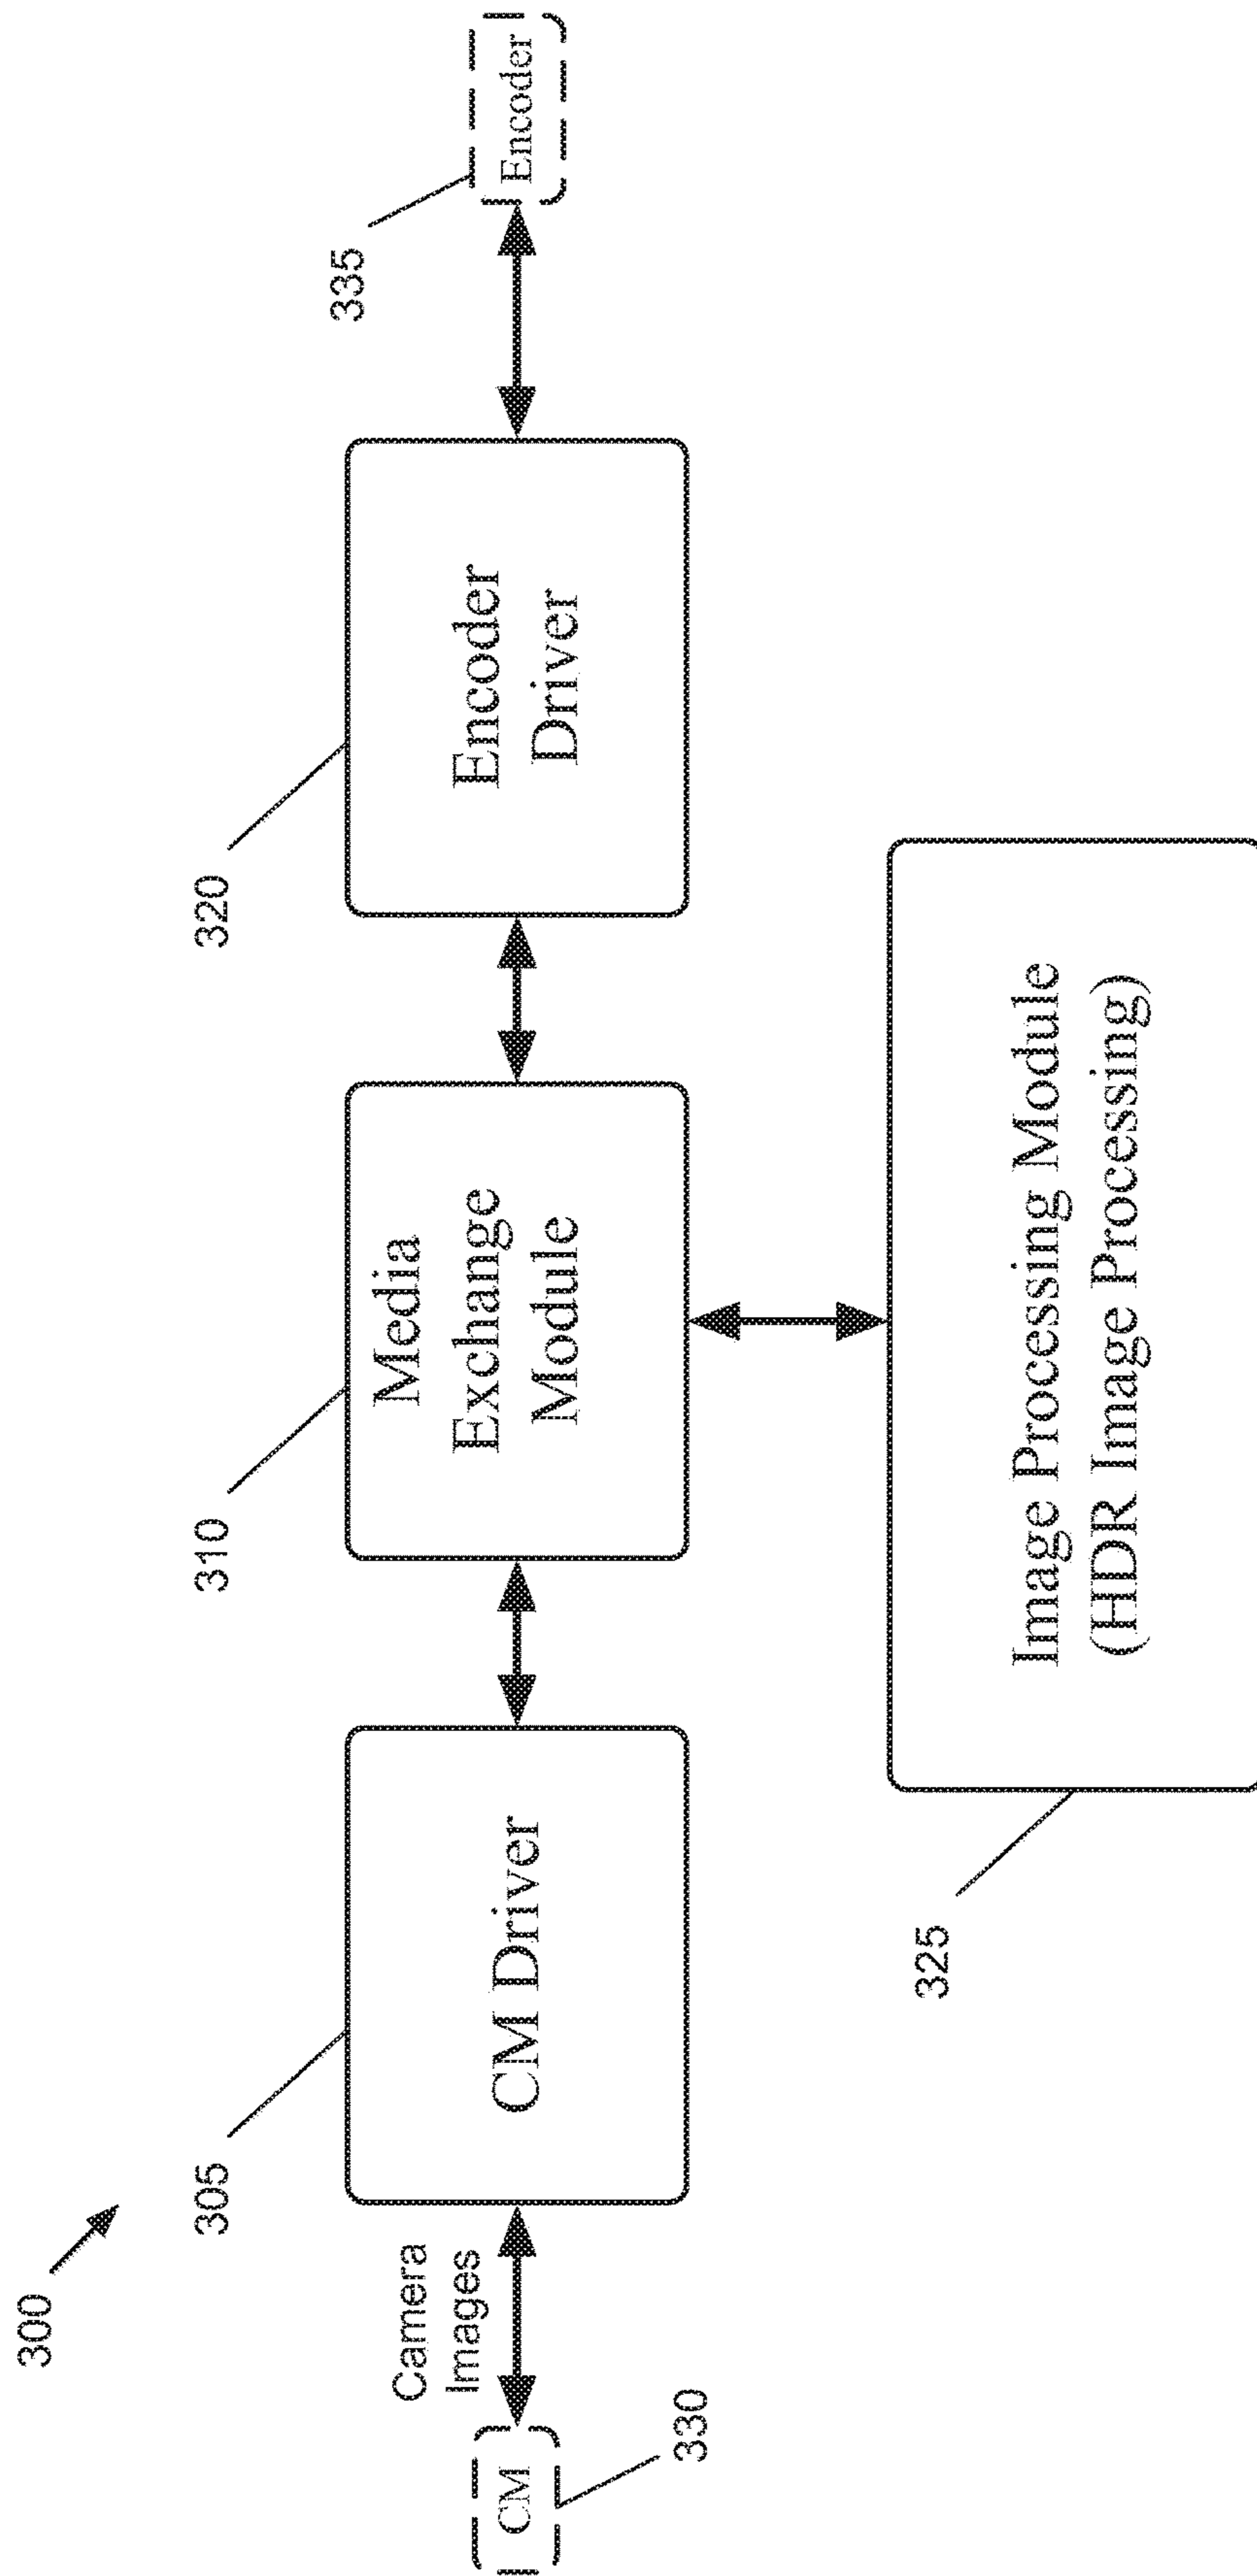 300
305
310
320
335
CM
Camera
Images
CM Driver
Media
Exchange
Module
Encoder
Driver
Encoder
330
325
Image Processing Module
(HDR Image Processing)